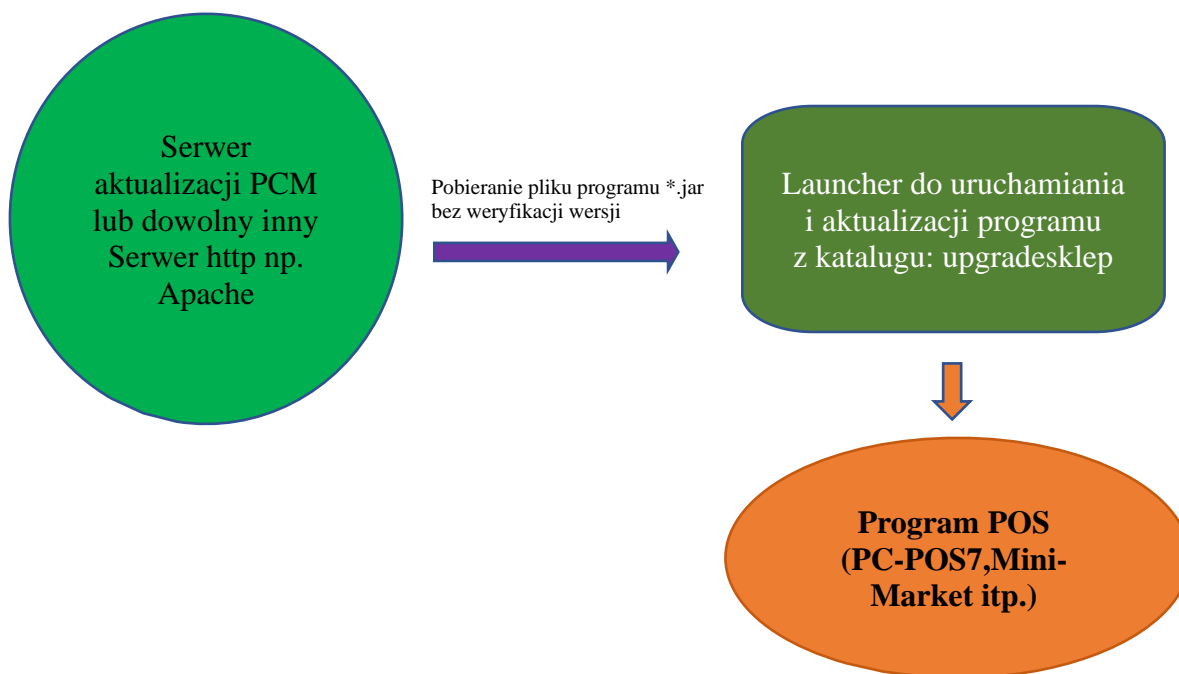 Serwer
aktualizacji PCM
lub dowolny inny
Serwer http np.
Apache
Pobieranie pliku programu *.jar
bez weryfikacji wersji
Launcher do uruchamiania
i aktualizacji programu
z katalugu: upgradesklep
Program POS
(PC-POS7,Mini-
Market itp.)